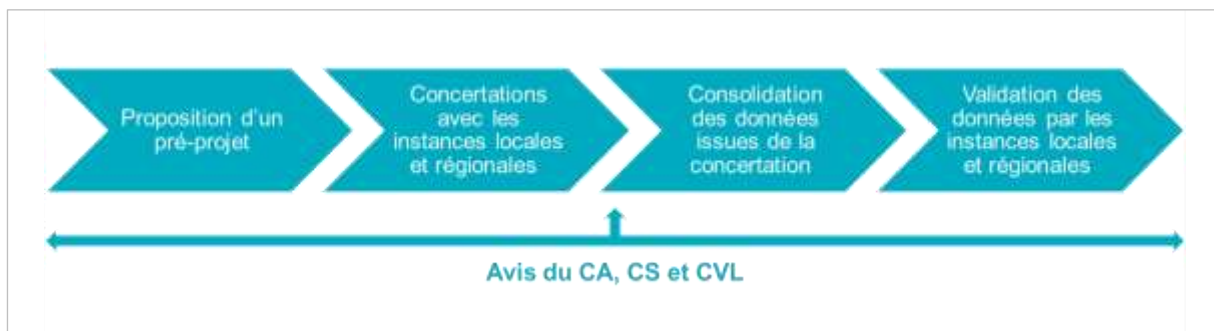 Proposition d'un
pré-projet
Concertations
avec les
instances locales
et régionales
Consolidation
des données
issues de la
concertation
Validation des
données par les
instances locales
et régionales
Avis du CA, CS et CVL